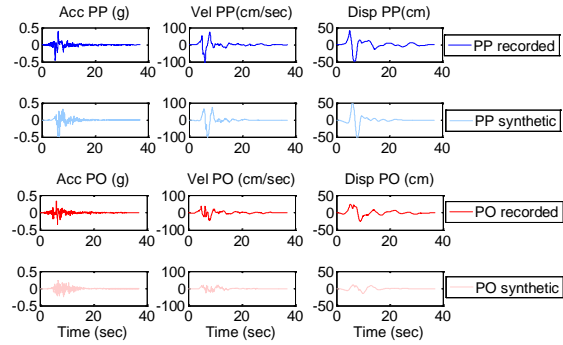 Acc PP (g) Vel PP(cm/sec) Disp PP(cm)
0.5 100 50
0 0 0
-0.5 -100 -50
0 20 40 0 20 40 0 20 40
PP recorded
0.5 100 50
0 0 0
-0.5 -100 -50
0 20 40 0 20 40 0 20 40
PP synthetic
Acc PO (g) Vel PO (cm/sec) Disp PO (cm)
0.5 100 50
0 0 0
-0.5 -100 -50
0 20 40 0 20 40 0 20 40
PO recorded
0.5 100 50
0 0 0
-0.5 -100 -50
0 20 40 0 20 40 0 20 40
PO synthetic
Time (sec) Time (sec) Time (sec)